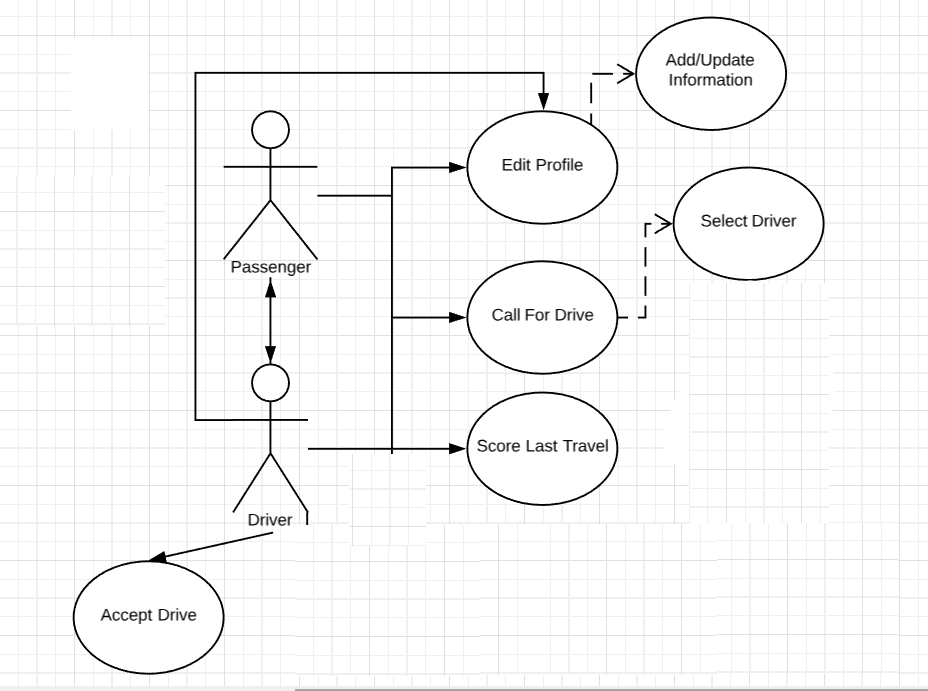 Add/Update
Information
Edit Profile
Select Driver
Passenger
Call For Drive
Score Last Travel
Driver
Accept Drive